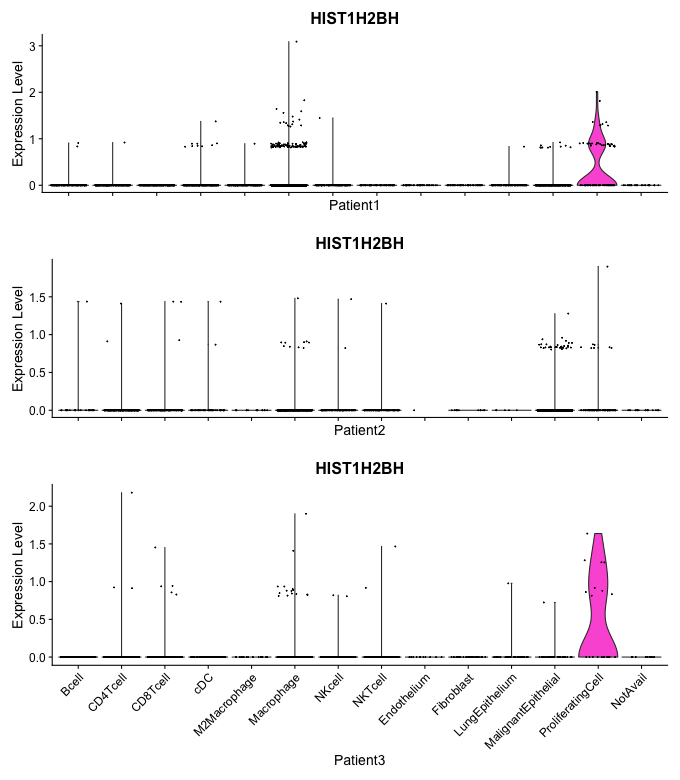 HIST1H2BH
Expression Level
3
2
1
0
Patient1
HIST1H2BH
Expression Level
1.5
1.0
0.5
0.0
Patient2
HIST1H2BH
Expression Level
2.0
1.5
1.0
0.5
0.0
Bcell
CD4Tcell
CD8Tcell
cDC
M2Macrophage
Macrophage
NKcell
NKTcell
Endothelium
Fibroblast
LungEpithelium
MalignantEpithelial
ProliferatingCell
NotAvail
Patient3